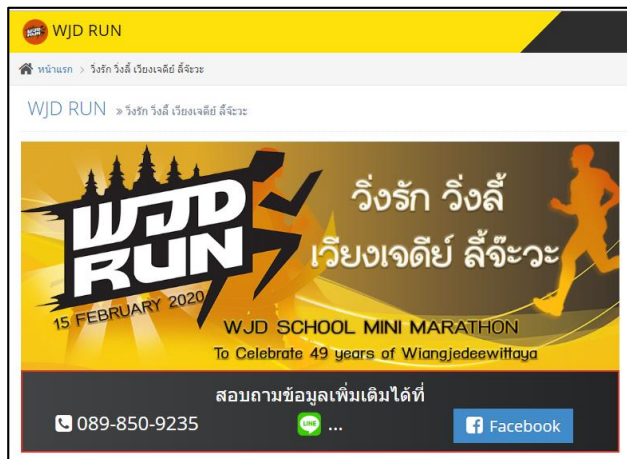 WJD RUN
หน้าแรก > วิ่งรัก วิ่งลี้ เวียงเจดีย์ ลี้จ๊ะวะ
WJD RUN » วิ่งรัก วิ่งลี้ เวียงเจดีย์ ลี้จ๊ะวะ
WJD
RUN
15 FEBRUARY 2020
วิ่งรัก วิ่งลี้
เวียงเจดีย์ ลี้จ๊ะวะ
WJD SCHOOL MINI MARATHON
To Celebrate 49 years of Wiangjedeewittaya
สอบถามข้อมูลเพิ่มเติมได้ที่
089-850-9235 LINE ... Facebook